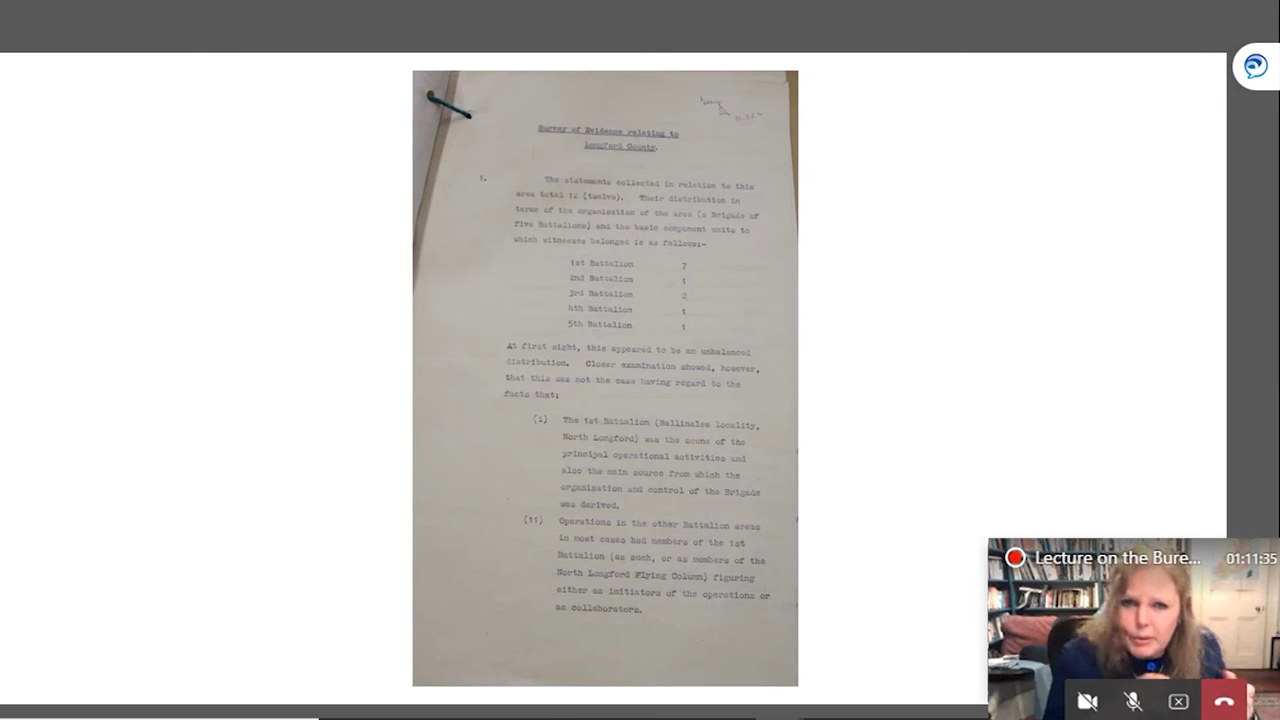 Survey of Evidence relating to
Longford County.
1. The statements collected in relation to this
area total 12 (twelve). Their distribution in
terms of the organisation of the area (a Brigade of
five Battalions) and the basic component units to
which witnesses belonged is as follows:-
1st Battalion 7
2nd Battalion 1
3rd Battalion 2
4th Battalion 1
5th Battalion 1
At first sight, this appeared to be an unbalanced
distribution. Closer examination showed, however,
that this was not the case having regard to the
facts that:
(i) The 1st Battalion (Ballinalee locality,
North Longford) was the scene of the
principal operational activities and
also the main source from which the
organisation and control of the Brigade
was derived.
(ii) Operations in the other Battalion areas
in most cases had members of the 1st
Battalion (as such, or as members of the
North Longford Flying Column) figuring
either as initiators of the operations or
as collaborators.
Lecture on the Bure... 01:11:35